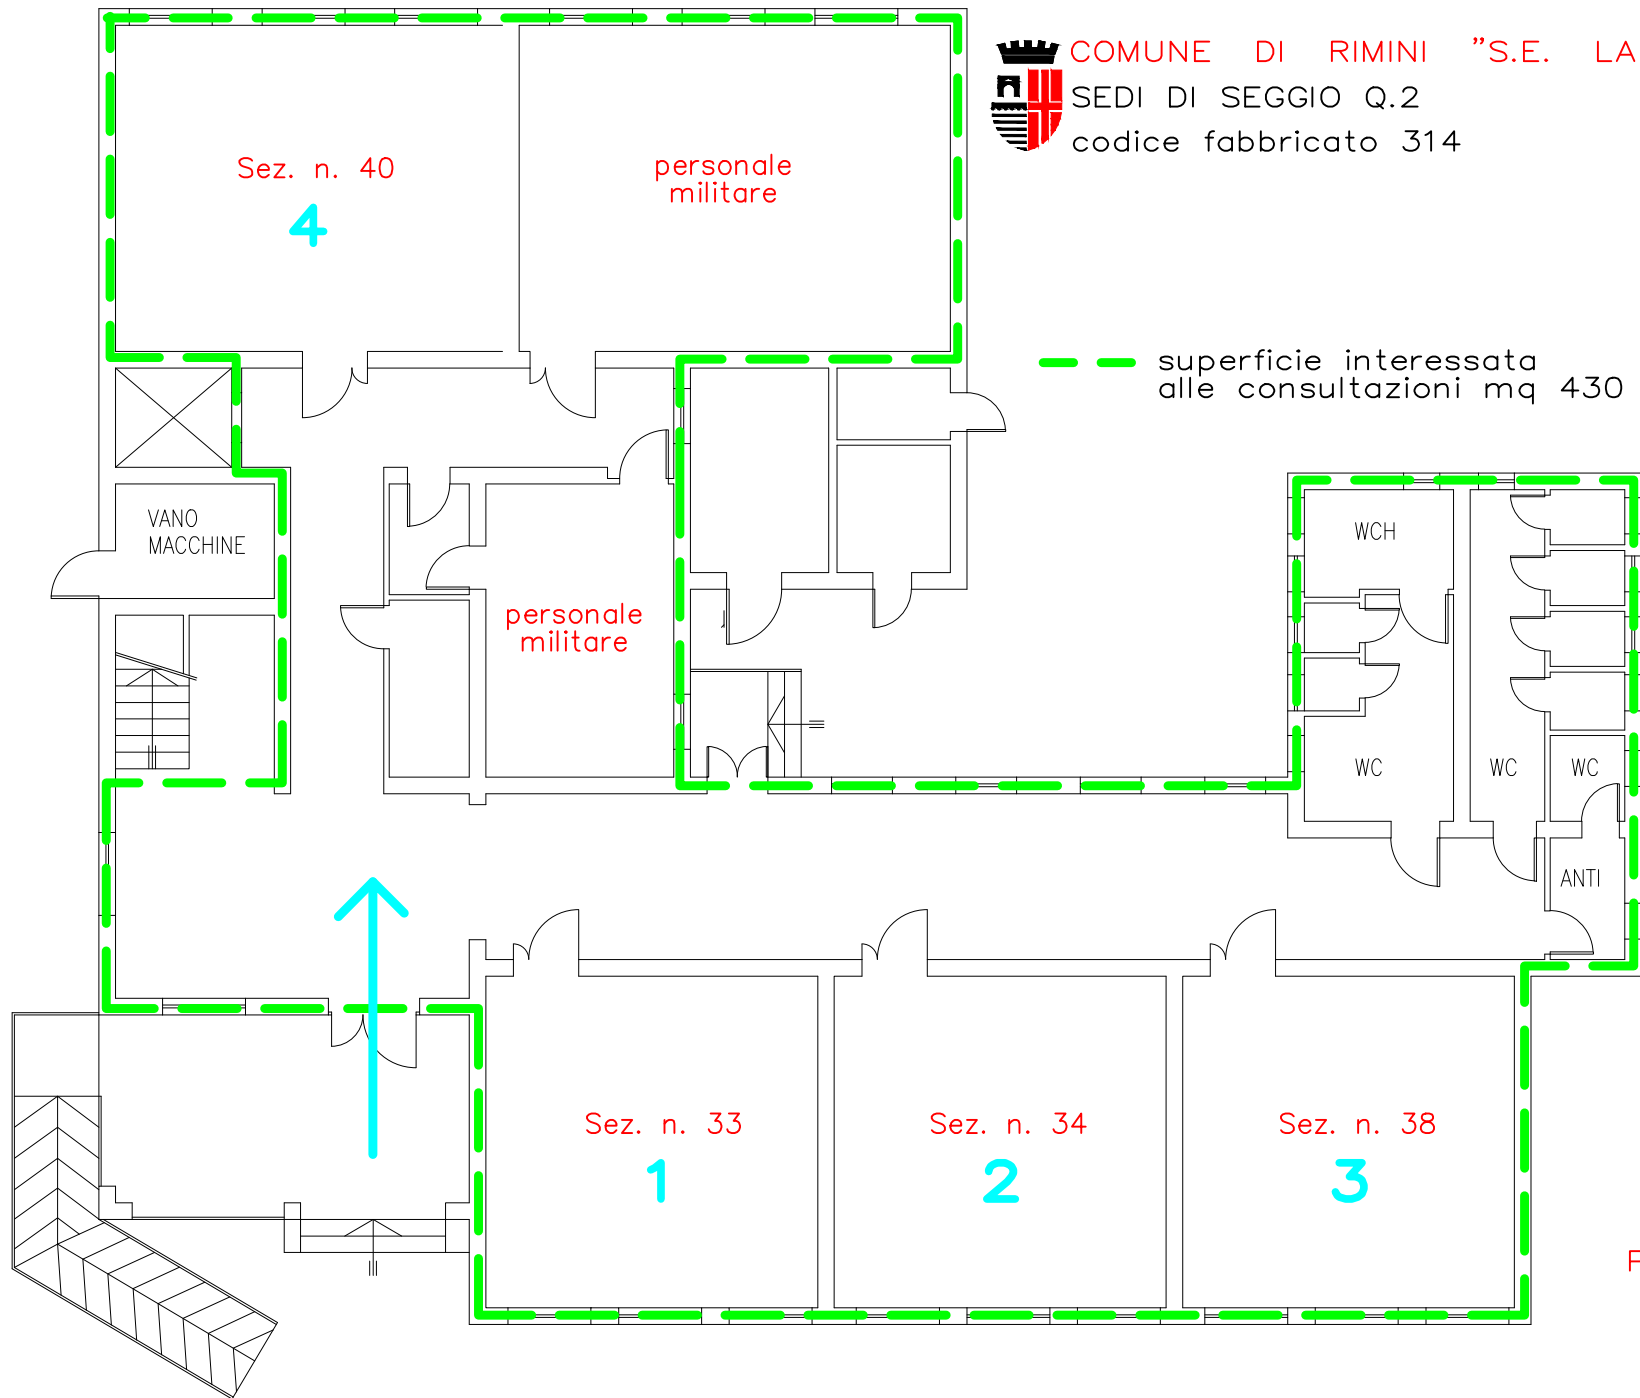 COMUNE DI RIMINI "S.E. LA
SEDI DI SEGGIO Q.2
codice fabbricato 314
Sez. n. 40
4
personale
militare
superficie interessata
alle consultazioni mq 430
VANO
MACCHINE
WCH
personale
militare
WC
WC
WC
ANTI
Sez. n. 33
1
Sez. n. 34
2
Sez. n. 38
3